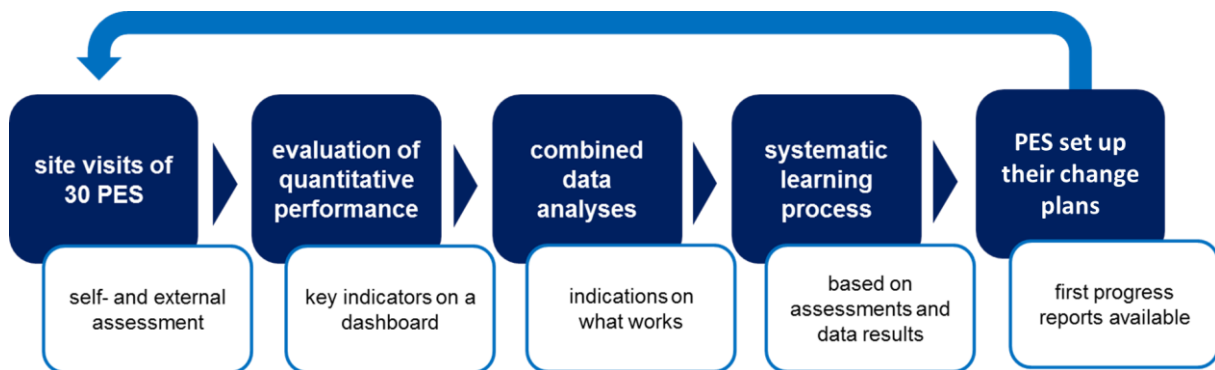 site visits of
30 PES
evaluation of
quantitative
performance
combined
data
analyses
systematic
learning
process
PES set up
their change
plans
self- and external
assessment
key indicators on a
dashboard
indications on
what works
based on
assessments and
data results
first progress
reports available